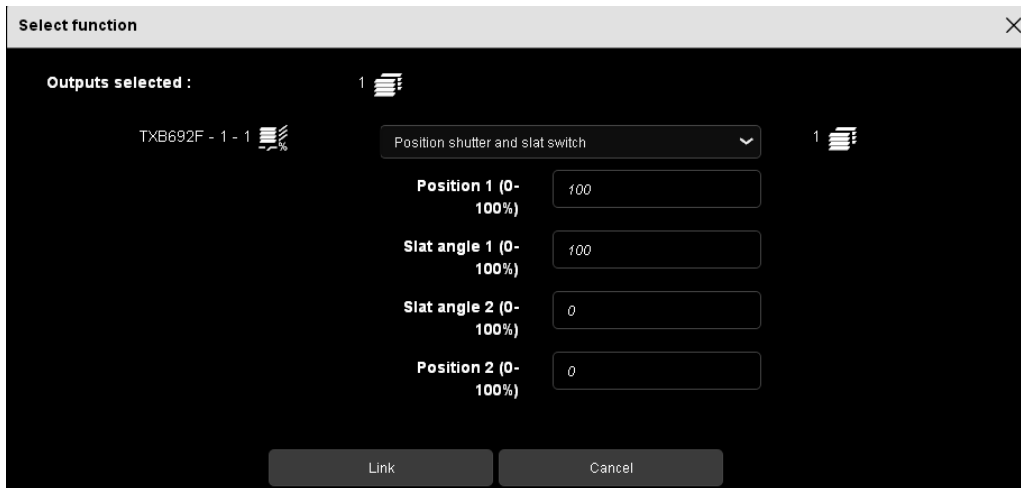 Select function
Outputs selected :
1
TXB692F - 1 - 1
%
Position shutter and slat switch
1
Position 1 (0-
100%)
100
Slat angle 1 (0-
100%)
100
Slat angle 2 (0-
100%)
0
Position 2 (0-
100%)
0
Link
Cancel